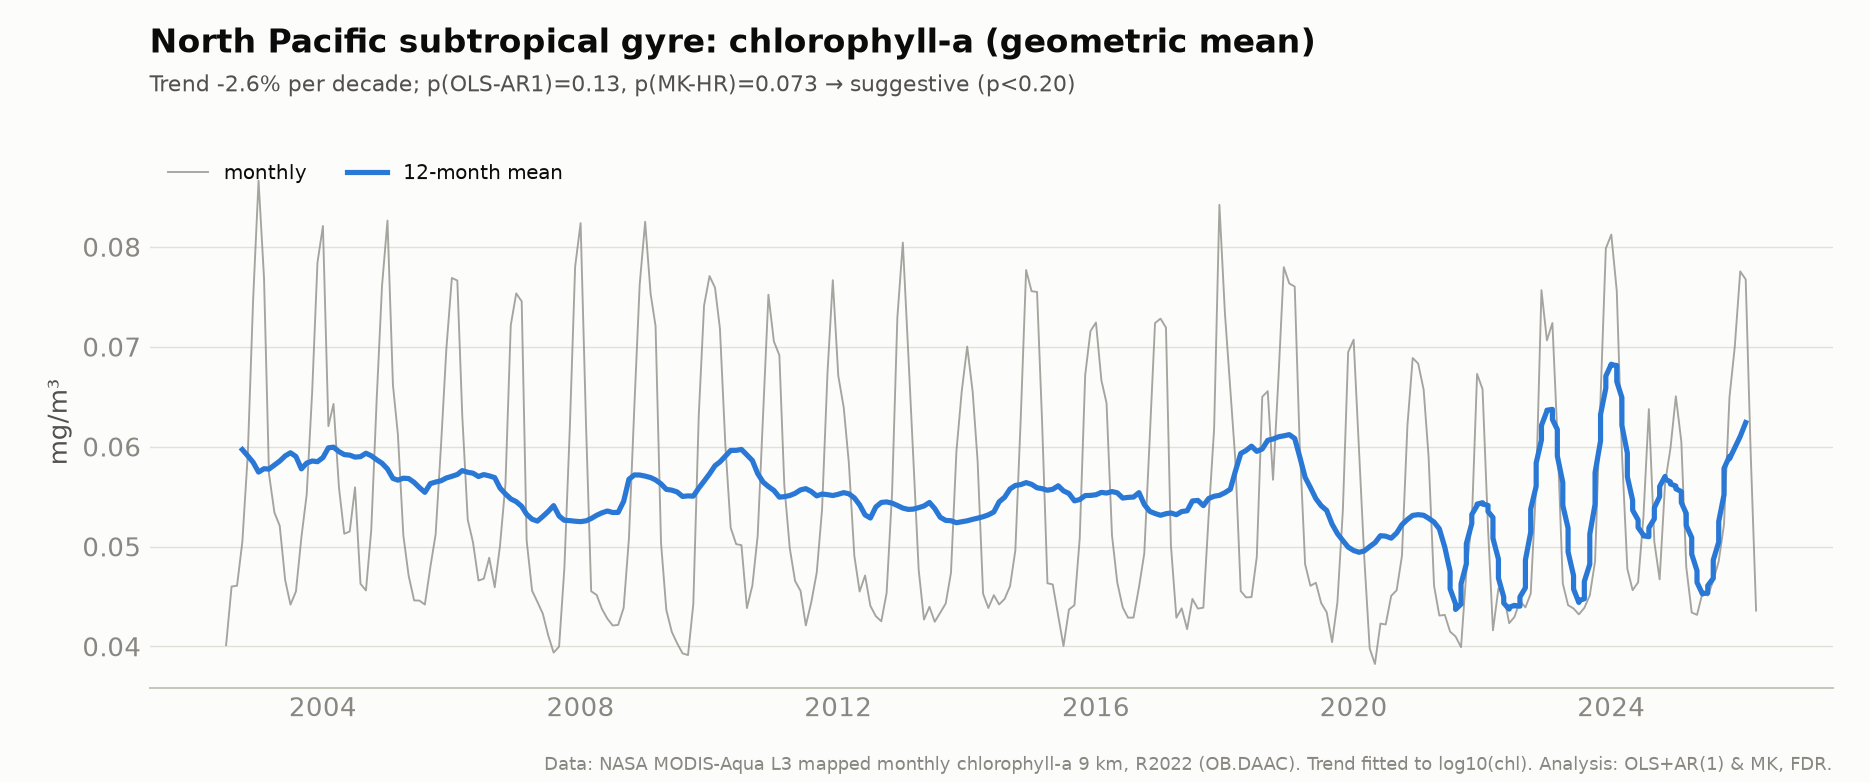 North Pacific subtropical gyre: chlorophyll-a (geometric mean)
Trend -2.6% per decade; p(OLS-AR1)=0.13, p(MK-HR)=0.073 → suggestive (p<0.20)
monthly
12-month mean
mg/m³
0.08
0.07
0.06
0.05
0.04
2004 2008 2012 2016 2020 2024
Data: NASA MODIS-Aqua L3 mapped monthly chlorophyll-a 9 km, R2022 (OB.DAAC). Trend fitted to log10(chl). Analysis: OLS+AR(1) & MK, FDR.